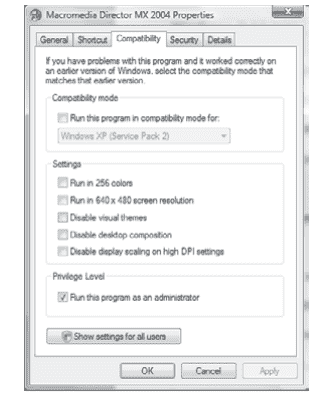 Macromedia Director MX 2004 Properties
General Shortcut Compatibility Security Details
If you have problems with this program and it worked correctly on
an earlier version of Windows, select the compatibility mode that
matches that earlier version.
Compatibility mode
Run this program in compatibility mode for:
Windows XP (Service Pack 2)
Settings
Run in 256 colors
Run in 640 x 480 screen resolution
Disable visual themes
Disable desktop composition
Disable display scaling on high DPI settings
Privilege Level
Run this program as an administrator
Show settings for all users
OK Cancel Apply